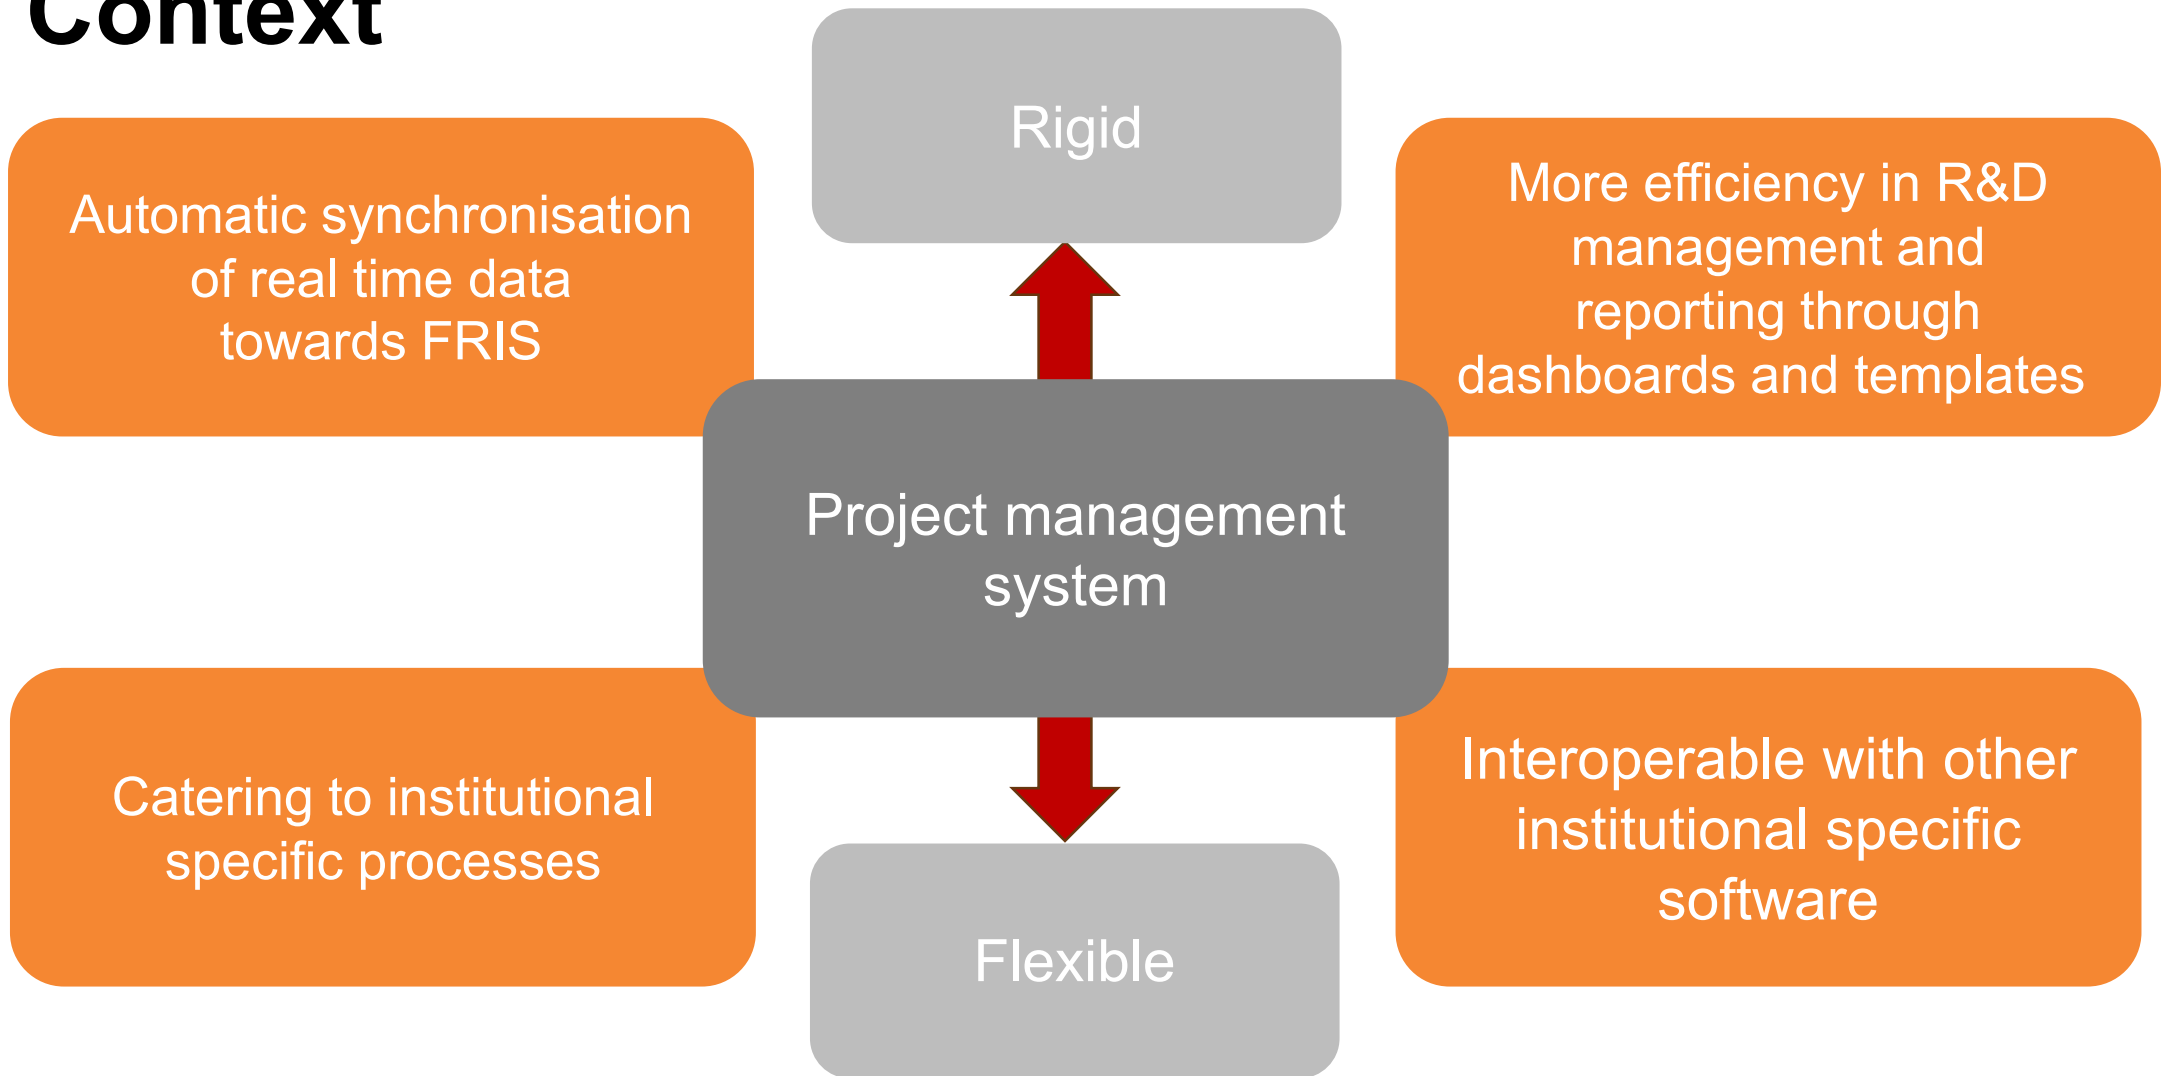 Context
Rigid
Automatic synchronisation
of real time data
towards FRIS
More efficiency in R&D
management and
reporting through
dashboards and templates
Project management
system
Catering to institutional
specific processes
Interoperable with other
institutional specific
software
Flexible